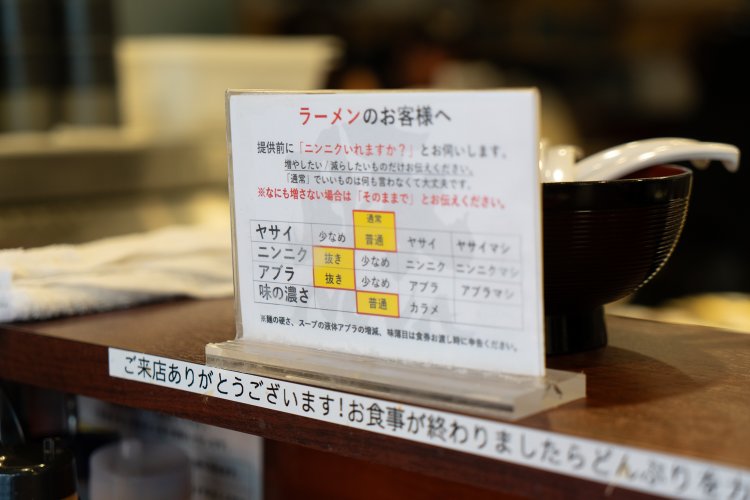 ラーメンのお客様へ
提供前に「ニンニクいれますか?」とお伺いします。
増やしたい/減らしたいものだけお伝えください。
「通常」でいいものは何も言わなくて大丈夫です。
※なにも増さない場合は「そのままで」とお伝えください。
通常
ヤサイ 少なめ 普通 ヤサイ ヤサイマシ
ニンニク 抜き 少なめ ニンニク ニンニクマシ
アブラ 抜き 少なめ アブラ アブラマシ
味の濃さ 普通 カラメ
※麺の硬さ、スープの液体アブラの増減、味薄目は食券お渡し時に申告ください。
ご来店ありがとうございます!お食事が終わりましたらどんぶりを